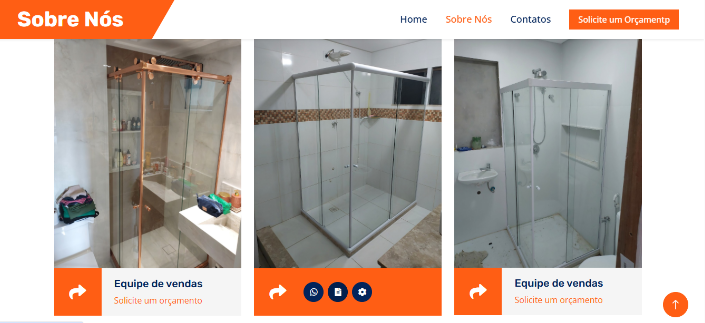 Sobre Nós
Home
Sobre Nós
Contatos
Solicite um Orçamentp
Equipe de vendas
Solicite um orçamento
Equipe de vendas
Solicite um orçamento